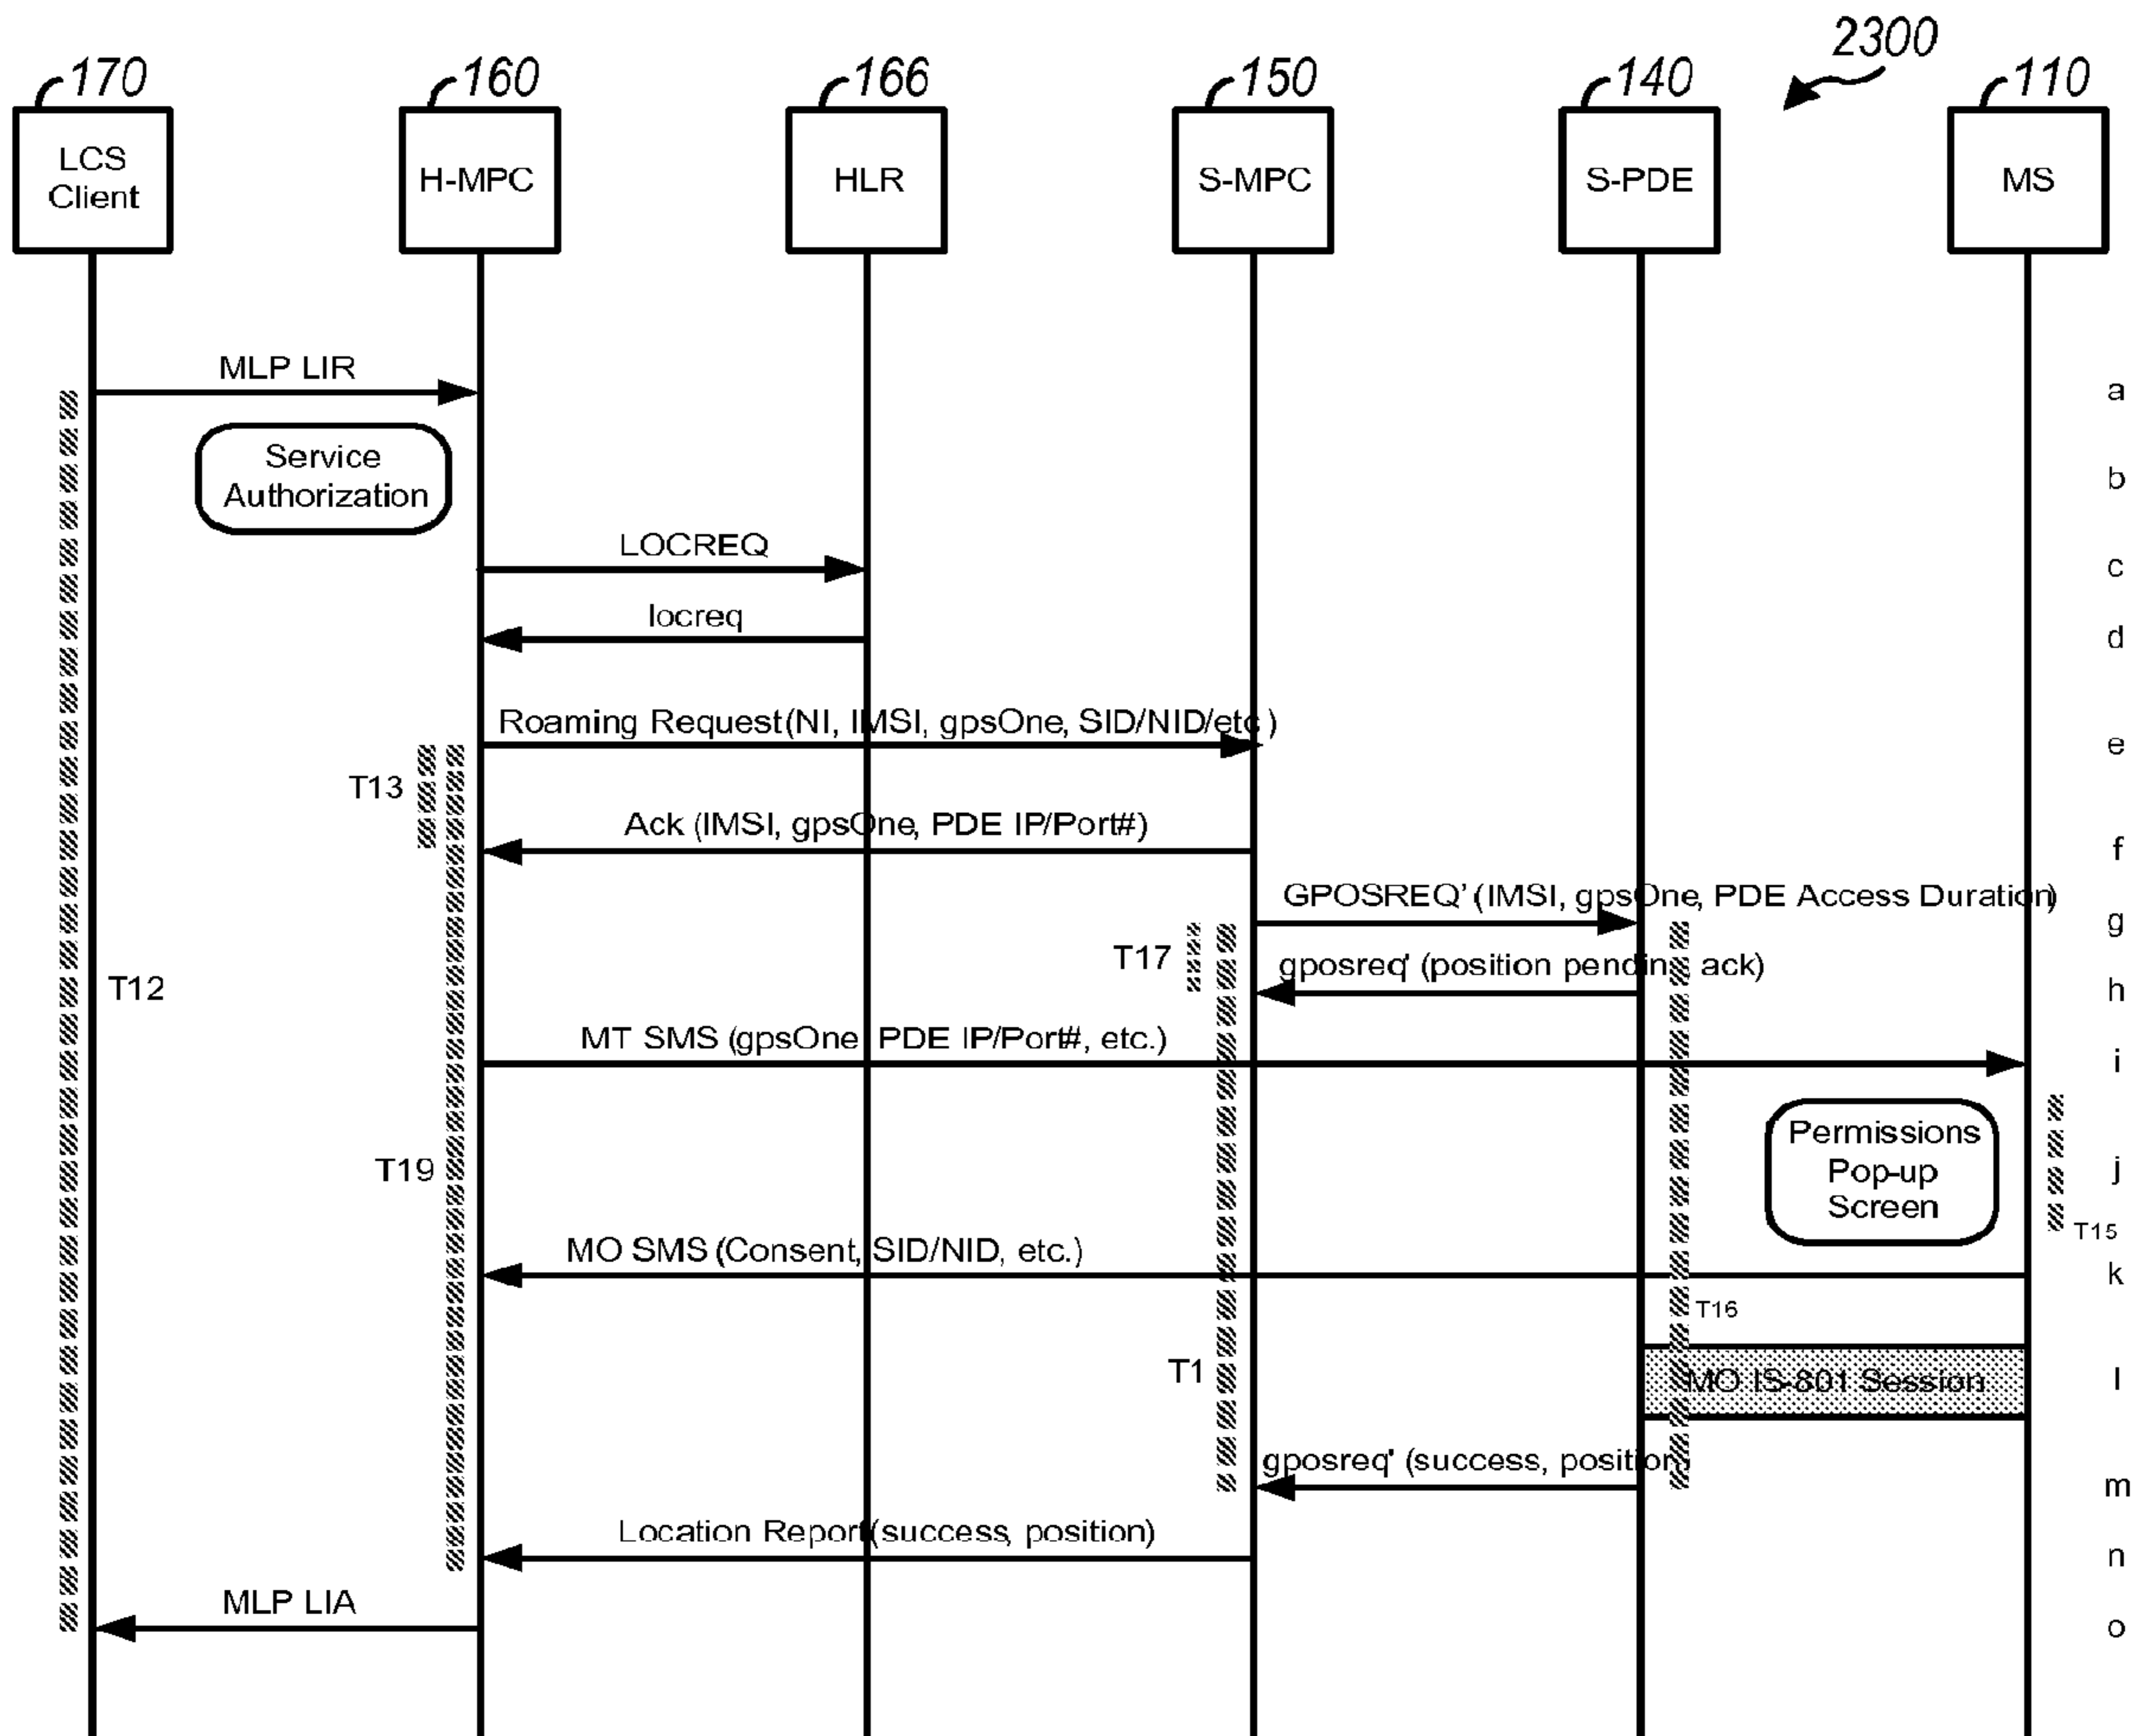 2300
170
160
166
150
140
110
LCS
Client
H-MPC
HLR
S-MPC
S-PDE
MS
MLP LIR
a
Service
Authorization
b
LOCREQ
c
locreq
d
Roaming Request(NI, IMSI, gpsOne, SID/NID/etc.)
e
T13
Ack (IMSI, gpsOne, PDE IP/Port#)
f
GPOSREQ' (IMSI, gpsOne, PDE Access Duration)
g
T17
gposreq' (position pending, ack)
h
T12
MT SMS (gpsOne, PDE IP/Port#, etc.)
i
Permissions
Pop-up
Screen
j
T19
T15
MO SMS (Consent, SID/NID, etc.)
k
T16
T1
MO IS-801 Session
l
gposreq' (success, position)
m
Location Report(success, position)
n
MLP LIA
o